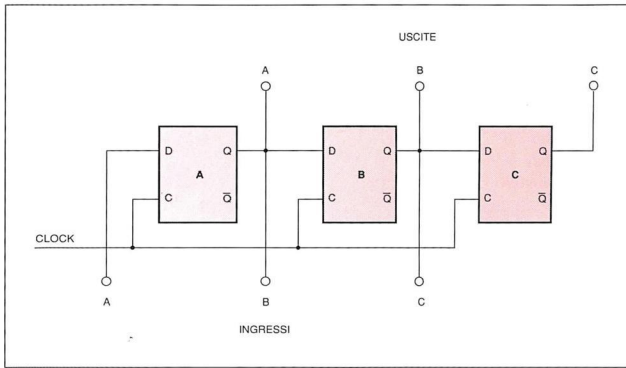 USCITE
A B C
D Q D Q D Q
A B C
C Q̅ C Q̅ C Q̅
CLOCK
A B C
INGRESSI